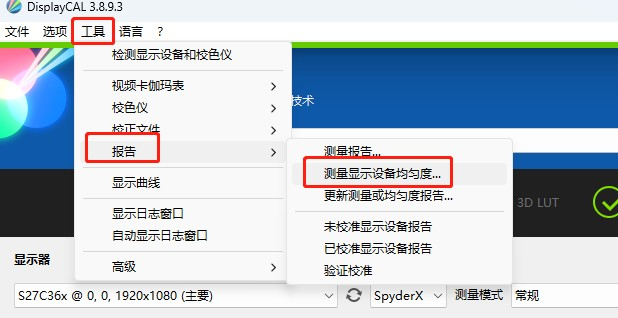 DisplayCAL 3.8.9.3
文件 选项 工具 语言 ?
检测显示设备和校色仪
视频卡伽玛表
技术
校色仪
校正文件
报告
测量报告...
测量显示设备均匀度...
显示曲线
更新测量或均匀度报告...
3D LUT
显示日志窗口
未校准显示设备报告
自动显示日志窗口
已校准显示设备报告
显示器
高级
验证校准
S27C36x @ 0, 0, 1920x1080 (主要)
SpyderX
测量模式
常规